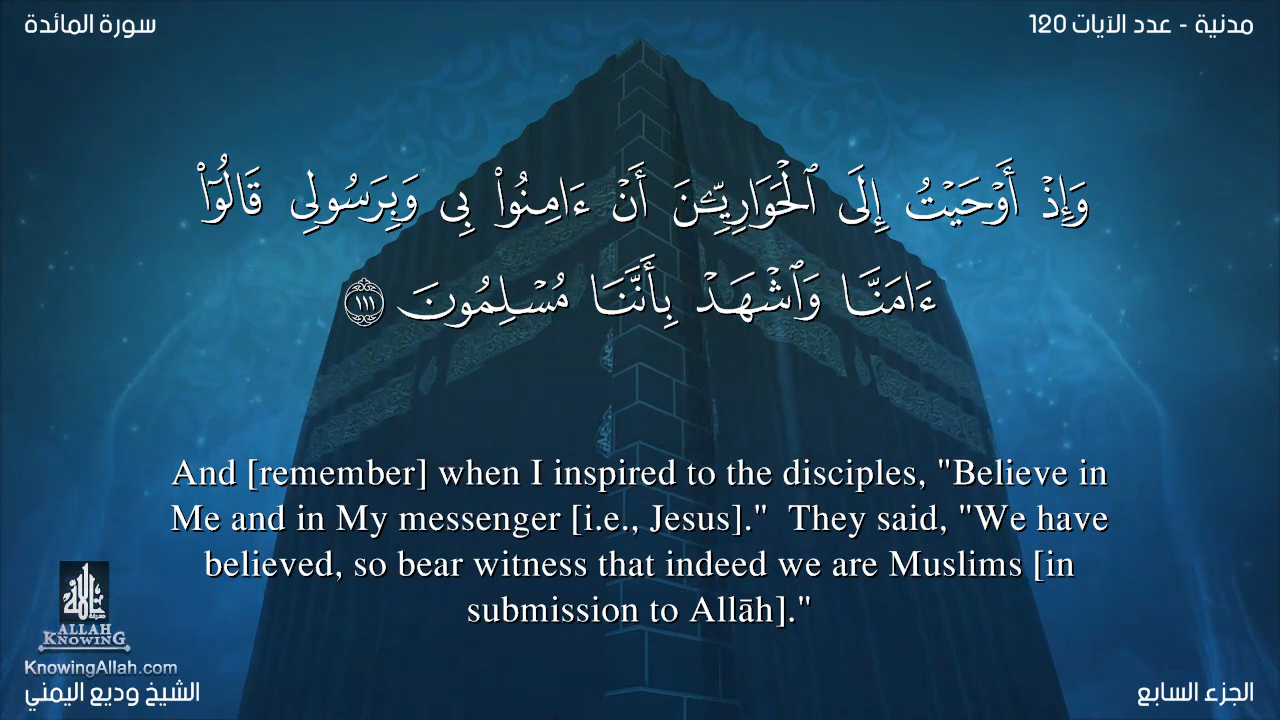 سورة المائدة
مدنية - عدد الآيات 120
وَإِذْ أَوْحَيْتُ إِلَى ٱلْحَوَارِيِّـۧنَ أَنْ ءَامِنُوا۟ بِى وَبِرَسُولِى قَالُوٓا۟
ءَامَنَّا وَٱشْهَدْ بِأَنَّنَا مُسْلِمُونَ ١١١
And [remember] when I inspired to the disciples, "Believe in
Me and in My messenger [i.e., Jesus]."  They said, "We have
believed, so bear witness that indeed we are Muslims [in
submission to Allāh]."
ALLAH
KNOWING
KnowingAllah.com
الشيخ وديع اليمني
الجزء السابع